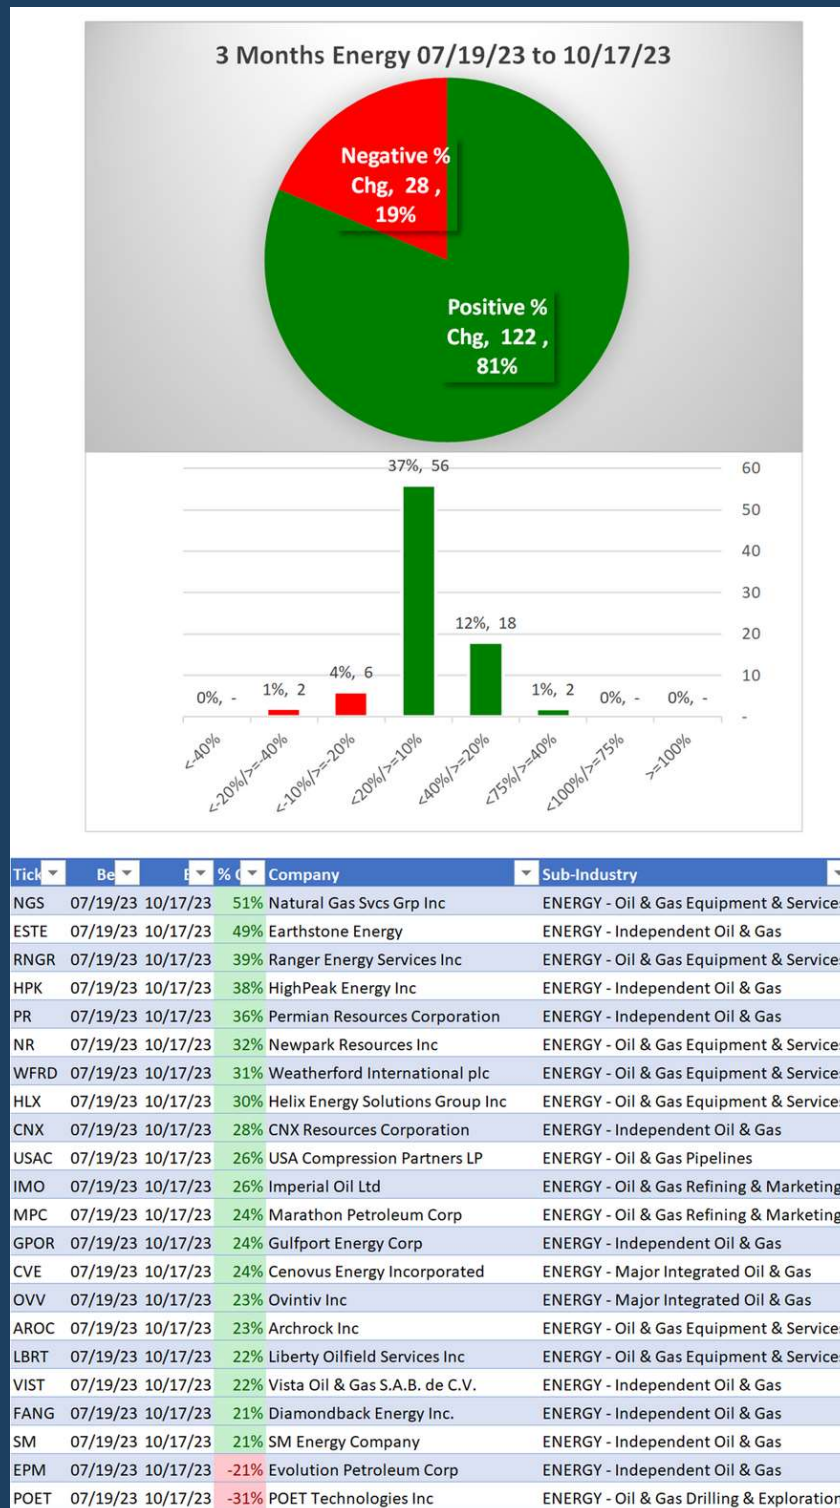 3 Months Energy 07/19/23 to 10/17/23
Negative %
Chg, 28 ,
19%
Positive %
Chg, 122 ,
81%
37%, 56
60
50
40
30
12%, 18
20
4%, 6
10
0%, -
1%, 2
1%, 2
0%, -
0%, -
-
<-40%
<-20%/>=-40%
<-10%/>=-20%
<20%/>=10%
<40%/>=20%
<75%/>=40%
<100%/>=75%
>=100%
Tick Be E % C Company Sub-Industry
NGS 07/19/23 10/17/23 51% Natural Gas Svcs Grp Inc ENERGY - Oil & Gas Equipment & Services
ESTE 07/19/23 10/17/23 49% Earthstone Energy ENERGY - Independent Oil & Gas
RNGR 07/19/23 10/17/23 39% Ranger Energy Services Inc ENERGY - Oil & Gas Equipment & Services
HPK 07/19/23 10/17/23 38% HighPeak Energy Inc ENERGY - Independent Oil & Gas
PR 07/19/23 10/17/23 36% Permian Resources Corporation ENERGY - Independent Oil & Gas
NR 07/19/23 10/17/23 32% Newpark Resources Inc ENERGY - Oil & Gas Equipment & Services
WFRD 07/19/23 10/17/23 31% Weatherford International plc ENERGY - Oil & Gas Equipment & Services
HLX 07/19/23 10/17/23 30% Helix Energy Solutions Group Inc ENERGY - Oil & Gas Equipment & Services
CNX 07/19/23 10/17/23 28% CNX Resources Corporation ENERGY - Independent Oil & Gas
USAC 07/19/23 10/17/23 26% USA Compression Partners LP ENERGY - Oil & Gas Pipelines
IMO 07/19/23 10/17/23 26% Imperial Oil Ltd ENERGY - Oil & Gas Refining & Marketing
MPC 07/19/23 10/17/23 24% Marathon Petroleum Corp ENERGY - Oil & Gas Refining & Marketing
GPOR 07/19/23 10/17/23 24% Gulfport Energy Corp ENERGY - Independent Oil & Gas
CVE 07/19/23 10/17/23 24% Cenovus Energy Incorporated ENERGY - Major Integrated Oil & Gas
OVV 07/19/23 10/17/23 23% Ovintiv Inc ENERGY - Major Integrated Oil & Gas
AROC 07/19/23 10/17/23 23% Archrock Inc ENERGY - Oil & Gas Equipment & Services
LBRT 07/19/23 10/17/23 22% Liberty Oilfield Services Inc ENERGY - Oil & Gas Equipment & Services
VIST 07/19/23 10/17/23 22% Vista Oil & Gas S.A.B. de C.V. ENERGY - Independent Oil & Gas
FANG 07/19/23 10/17/23 21% Diamondback Energy Inc. ENERGY - Independent Oil & Gas
SM 07/19/23 10/17/23 21% SM Energy Company ENERGY - Independent Oil & Gas
EPM 07/19/23 10/17/23 -21% Evolution Petroleum Corp ENERGY - Independent Oil & Gas
POET 07/19/23 10/17/23 -31% POET Technologies Inc ENERGY - Oil & Gas Drilling & Exploration